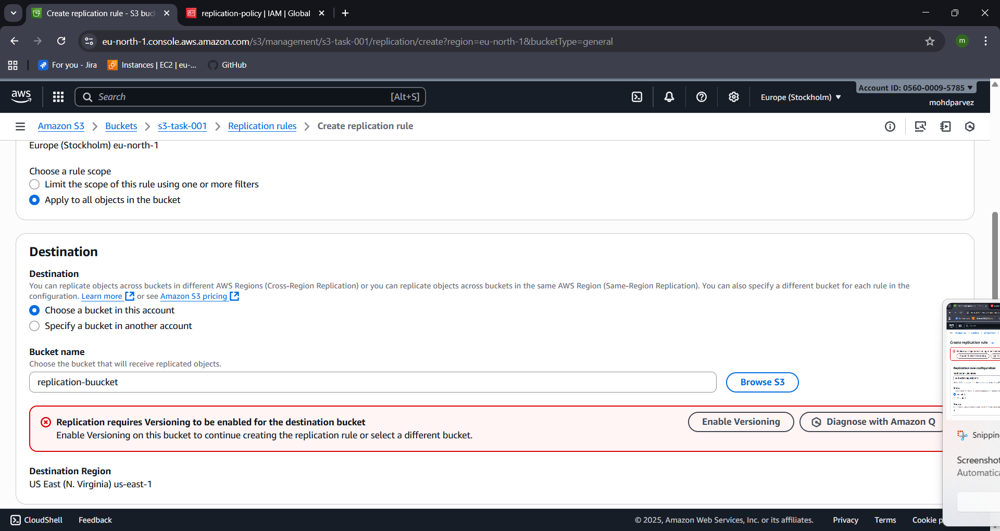 Create replication rule - S3 buc
replication-policy | IAM | Global
eu-north-1.console.aws.amazon.com/s3/management/s3-task-001/replication/create?region=eu-north-1&bucketType=general
m
For you - Jira
Instances | EC2 | eu-...
GitHub
aws
Search
[Alt+S]
Europe (Stockholm)
Account ID: 0560-0009-5785
mohdparvez
Amazon S3
Buckets
s3-task-001
Replication rules
Create replication rule
Europe (Stockholm) eu-north-1
Choose a rule scope
Limit the scope of this rule using one or more filters
Apply to all objects in the bucket
Destination
Destination
You can replicate objects across buckets in different AWS Regions (Cross-Region Replication) or you can replicate objects across buckets in the same AWS Region (Same-Region Replication). You can also specify a different bucket for each rule in the
configuration. Learn more or see Amazon S3 pricing
Choose a bucket in this account
Specify a bucket in another account
Bucket name
Choose the bucket that will receive replicated objects.
replication-buucket
Browse S3
Replication requires Versioning to be enabled for the destination bucket
Enable Versioning on this bucket to continue creating the replication rule or select a different bucket.
Enable Versioning
Diagnose with Amazon Q
Destination Region
US East (N. Virginia) us-east-1
Create replication rule
Replication rule configuration
Snippin
Screenshot
Automatica
CloudShell
Feedback
© 2025, Amazon Web Services, Inc. or its affiliates.
Privacy
Terms
Cookie p